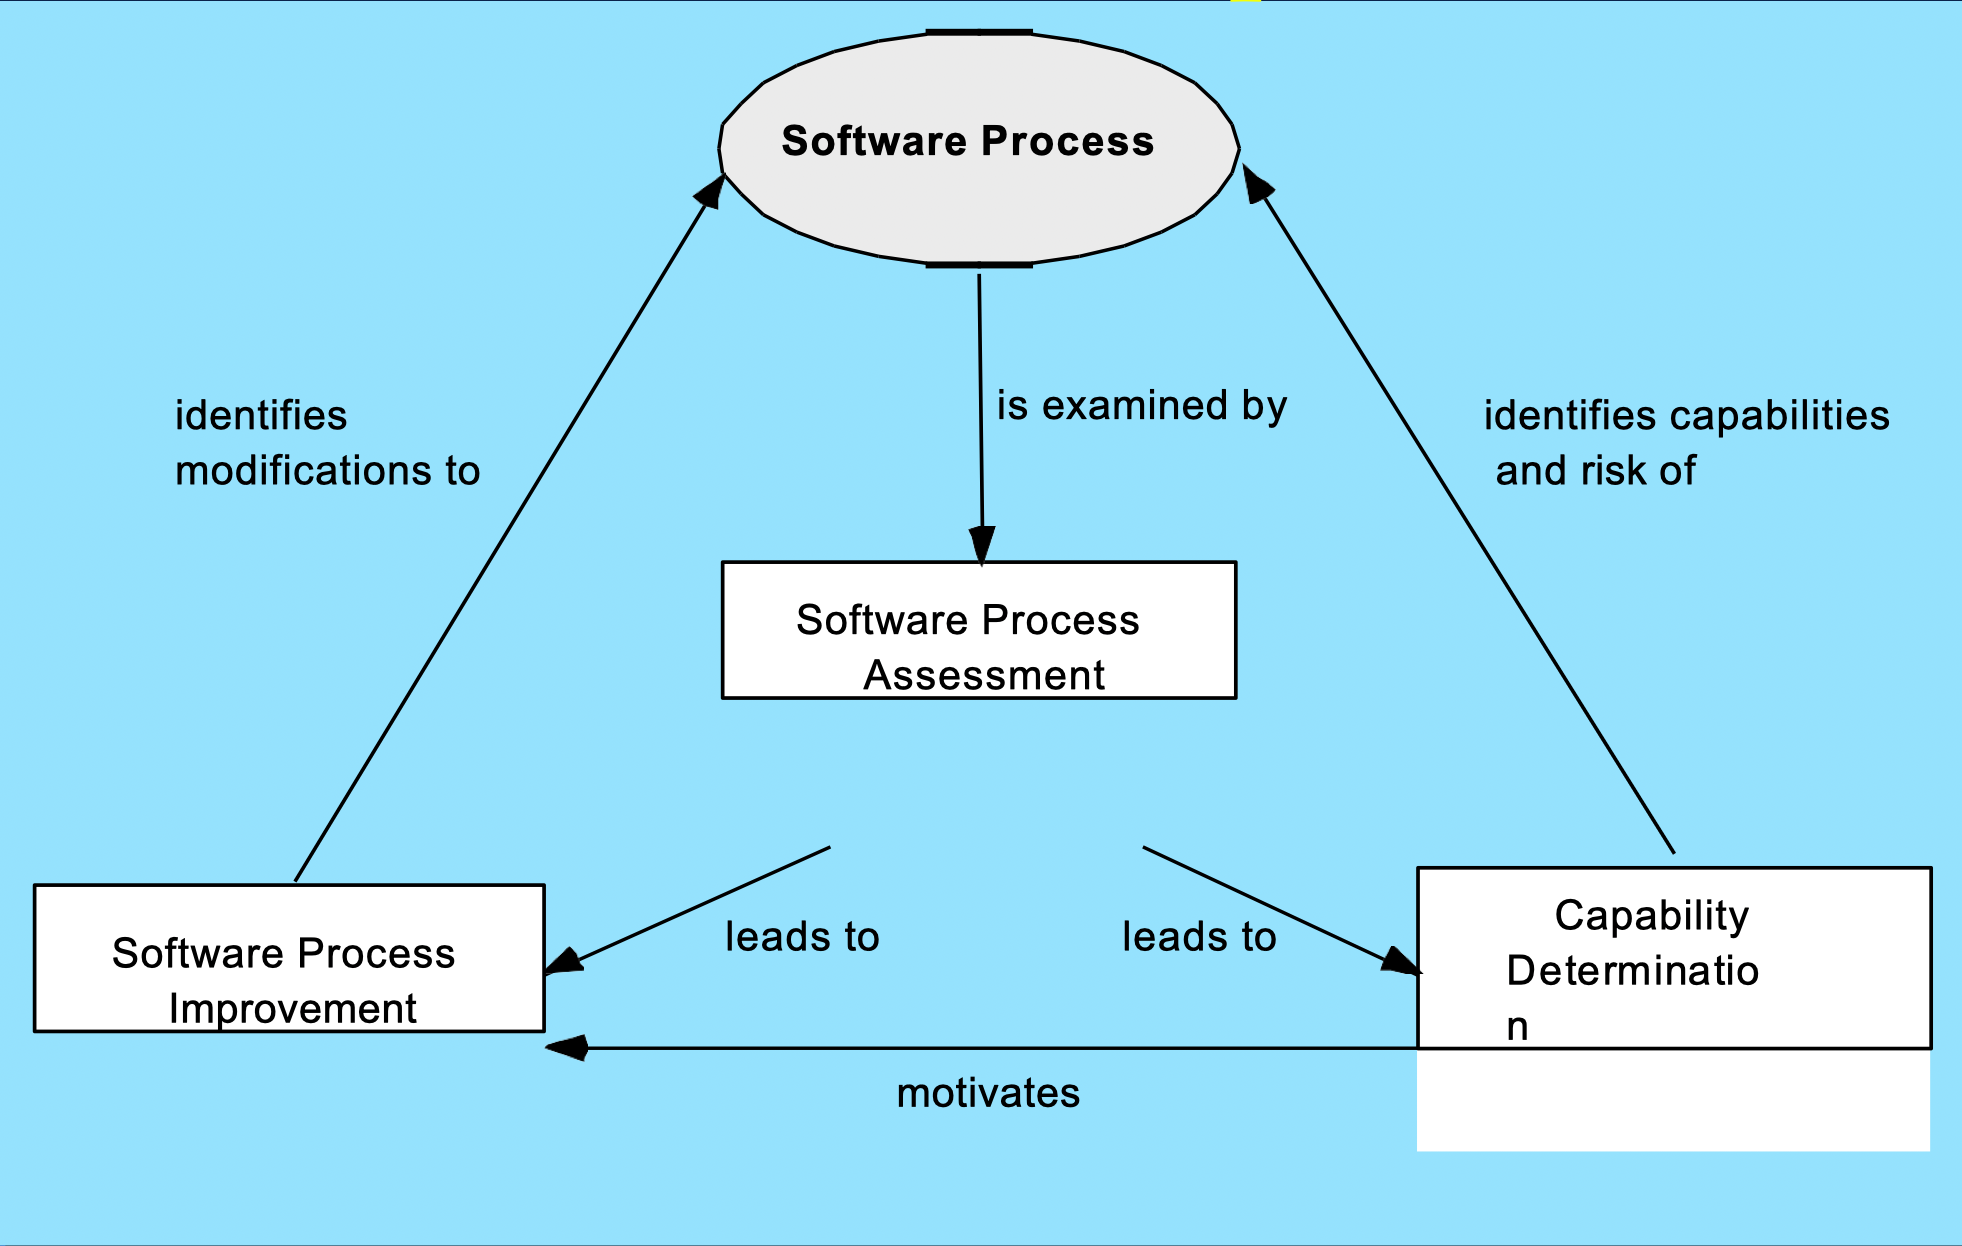 Software Process
identifies
modifications to
is examined by
identifies capabilities
and risk of
Software Process
Assessment
Software Process
Improvement
leads to
leads to
Capability
Determinatio
n
motivates